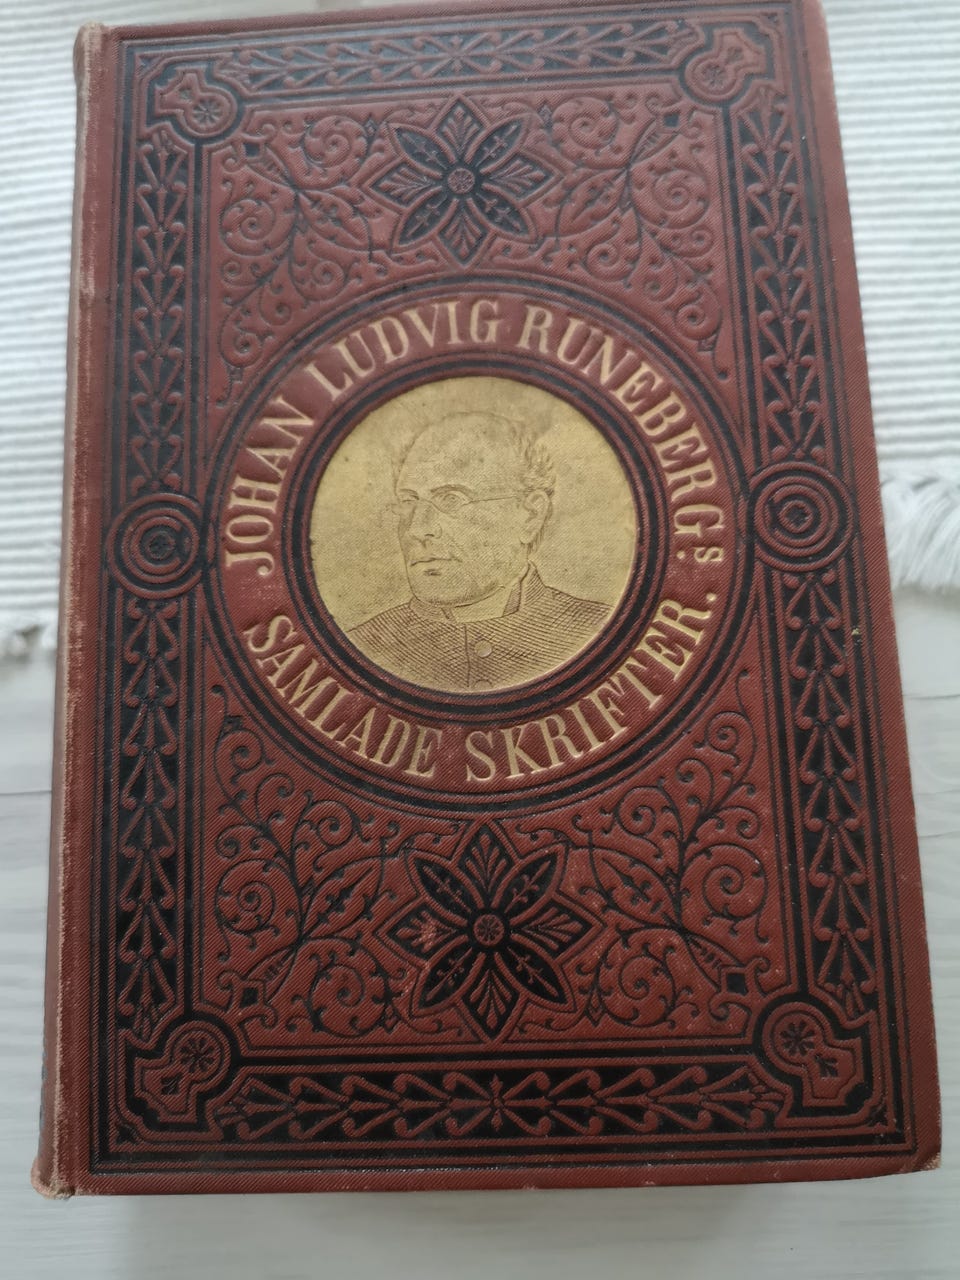 JOHAN LUDVIG RUNEBERG:s
SAMLADE SKRIFTER.